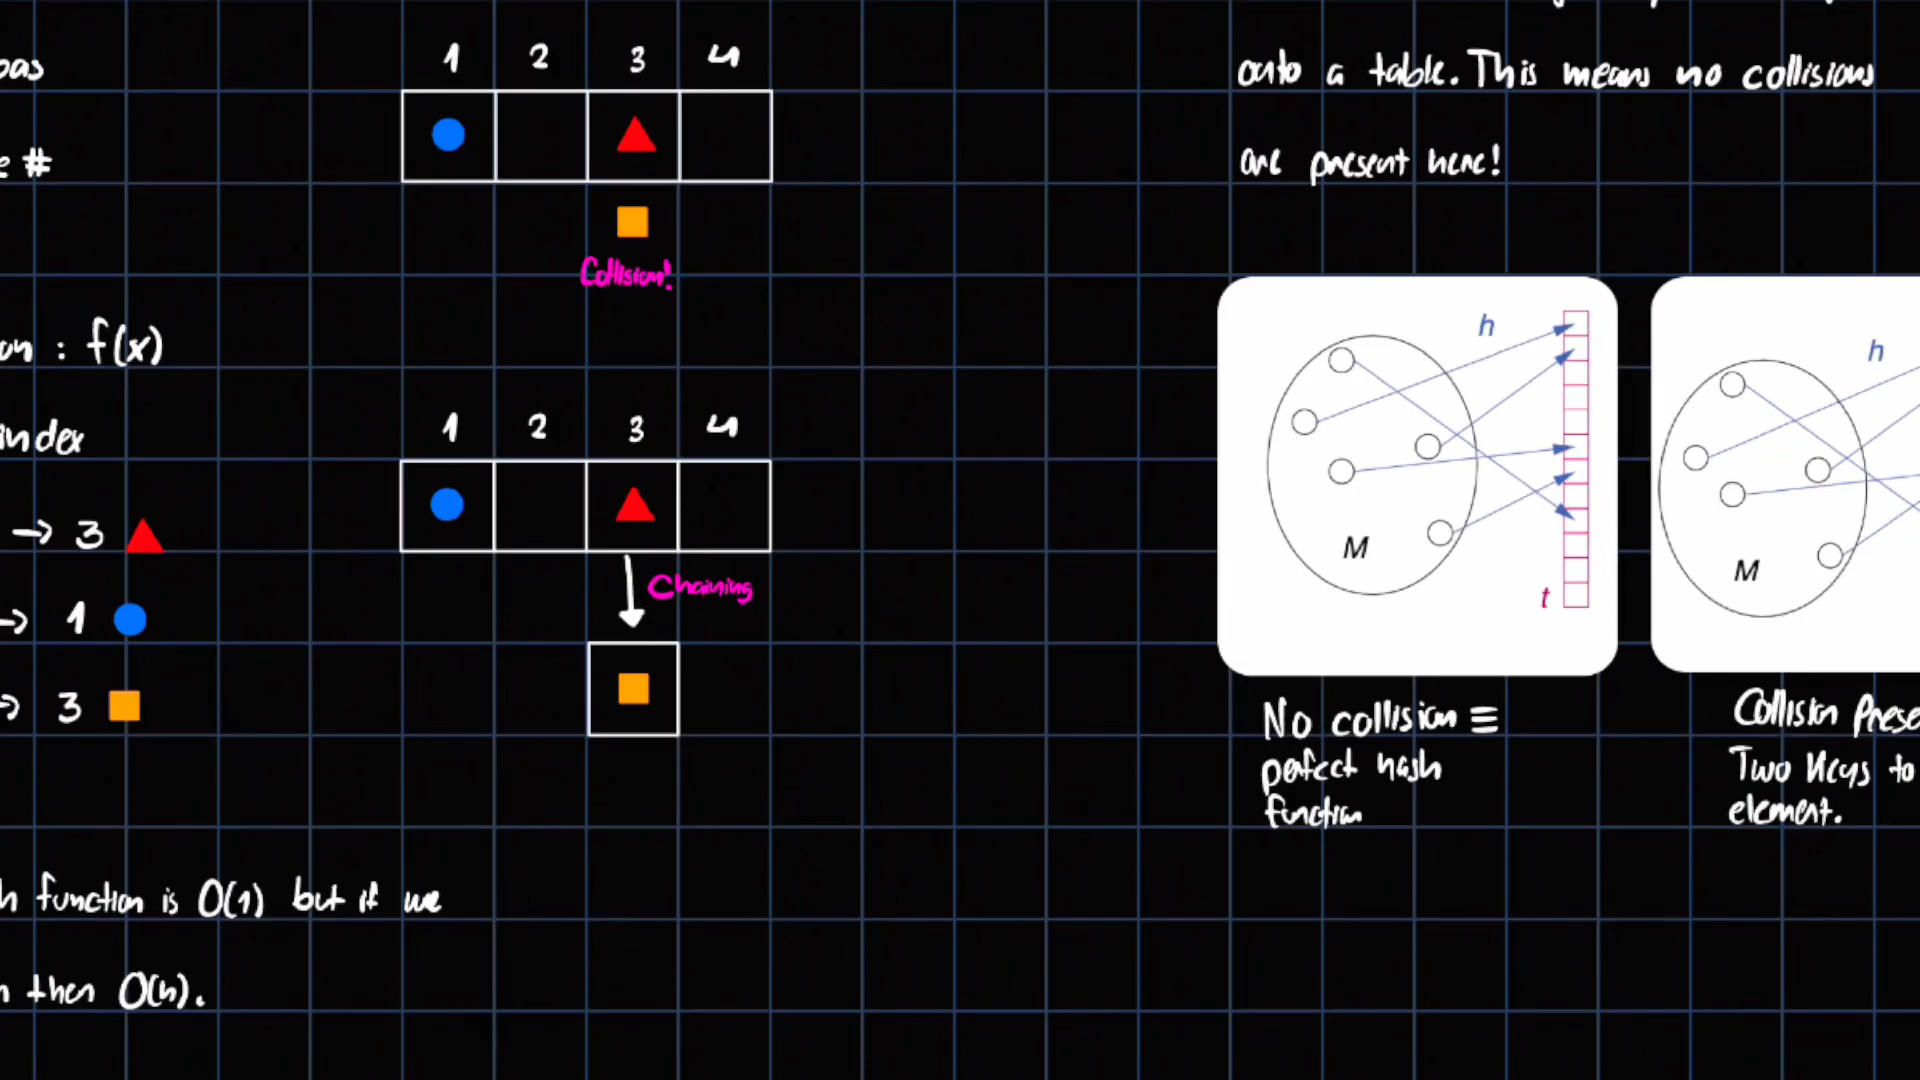 e #
on : f(x)
index
→ 3
→ 1
→ 3
function is O(1) but if we
then O(n).
1 2 3 4
Collision!
1 2 3 4
Chaining
onto a table. This means no collisions
are present here!
h
M
t
No collision ≡
perfect hash
function
h
M
Collision Prese
Two Keys to
element.